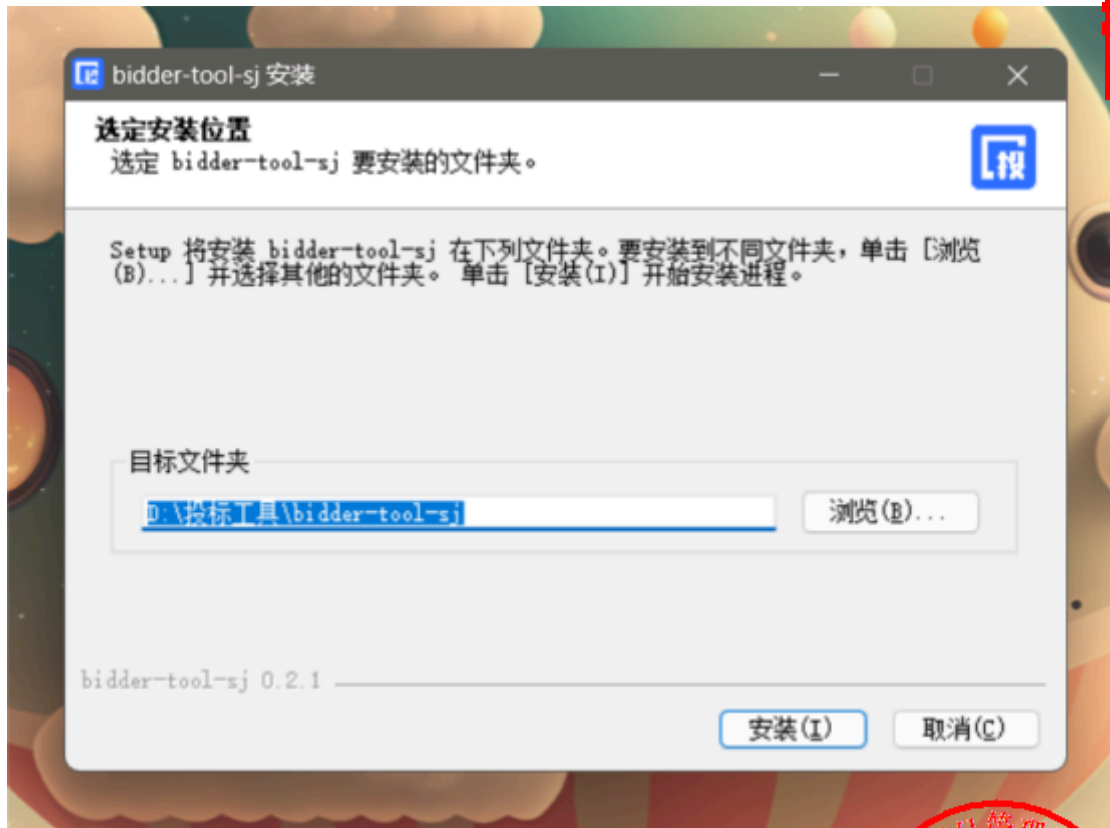 bidder-tool-sj 安装
选定安装位置
选定 bidder-tool-sj 要安装的文件夹。
投
Setup 将安装 bidder-tool-sj 在下列文件夹。要安装到不同文件夹，单击 [浏览
(B)...] 并选择其他的文件夹。 单击 [安装(I)] 开始安装进程。
目标文件夹
D:\投标工具\bidder-tool-sj
浏览(B)...
bidder-tool-sj 0.2.1
安装(I)
取消(C)